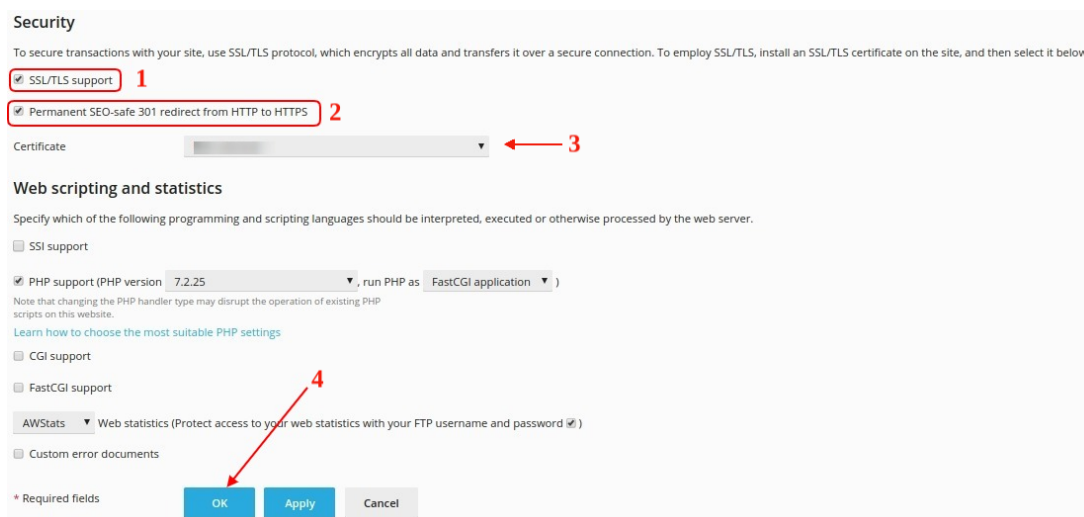 Security
To secure transactions with your site, use SSL/TLS protocol, which encrypts all data and transfers it over a secure connection. To employ SSL/TLS, install an SSL/TLS certificate on the site, and then select it below
SSL/TLS support 1
Permanent SEO-safe 301 redirect from HTTP to HTTPS 2
Certificate 3
Web scripting and statistics
Specify which of the following programming and scripting languages should be interpreted, executed or otherwise processed by the web server.
SSI support
PHP support (PHP version 7.2.25 , run PHP as FastCGI application )
Note that changing the PHP handler type may disrupt the operation of existing PHP
scripts on this website.
Learn how to choose the most suitable PHP settings
CGI support
4
FastCGI support
AWStats Web statistics (Protect access to your web statistics with your FTP username and password )
Custom error documents
* Required fields OK Apply Cancel